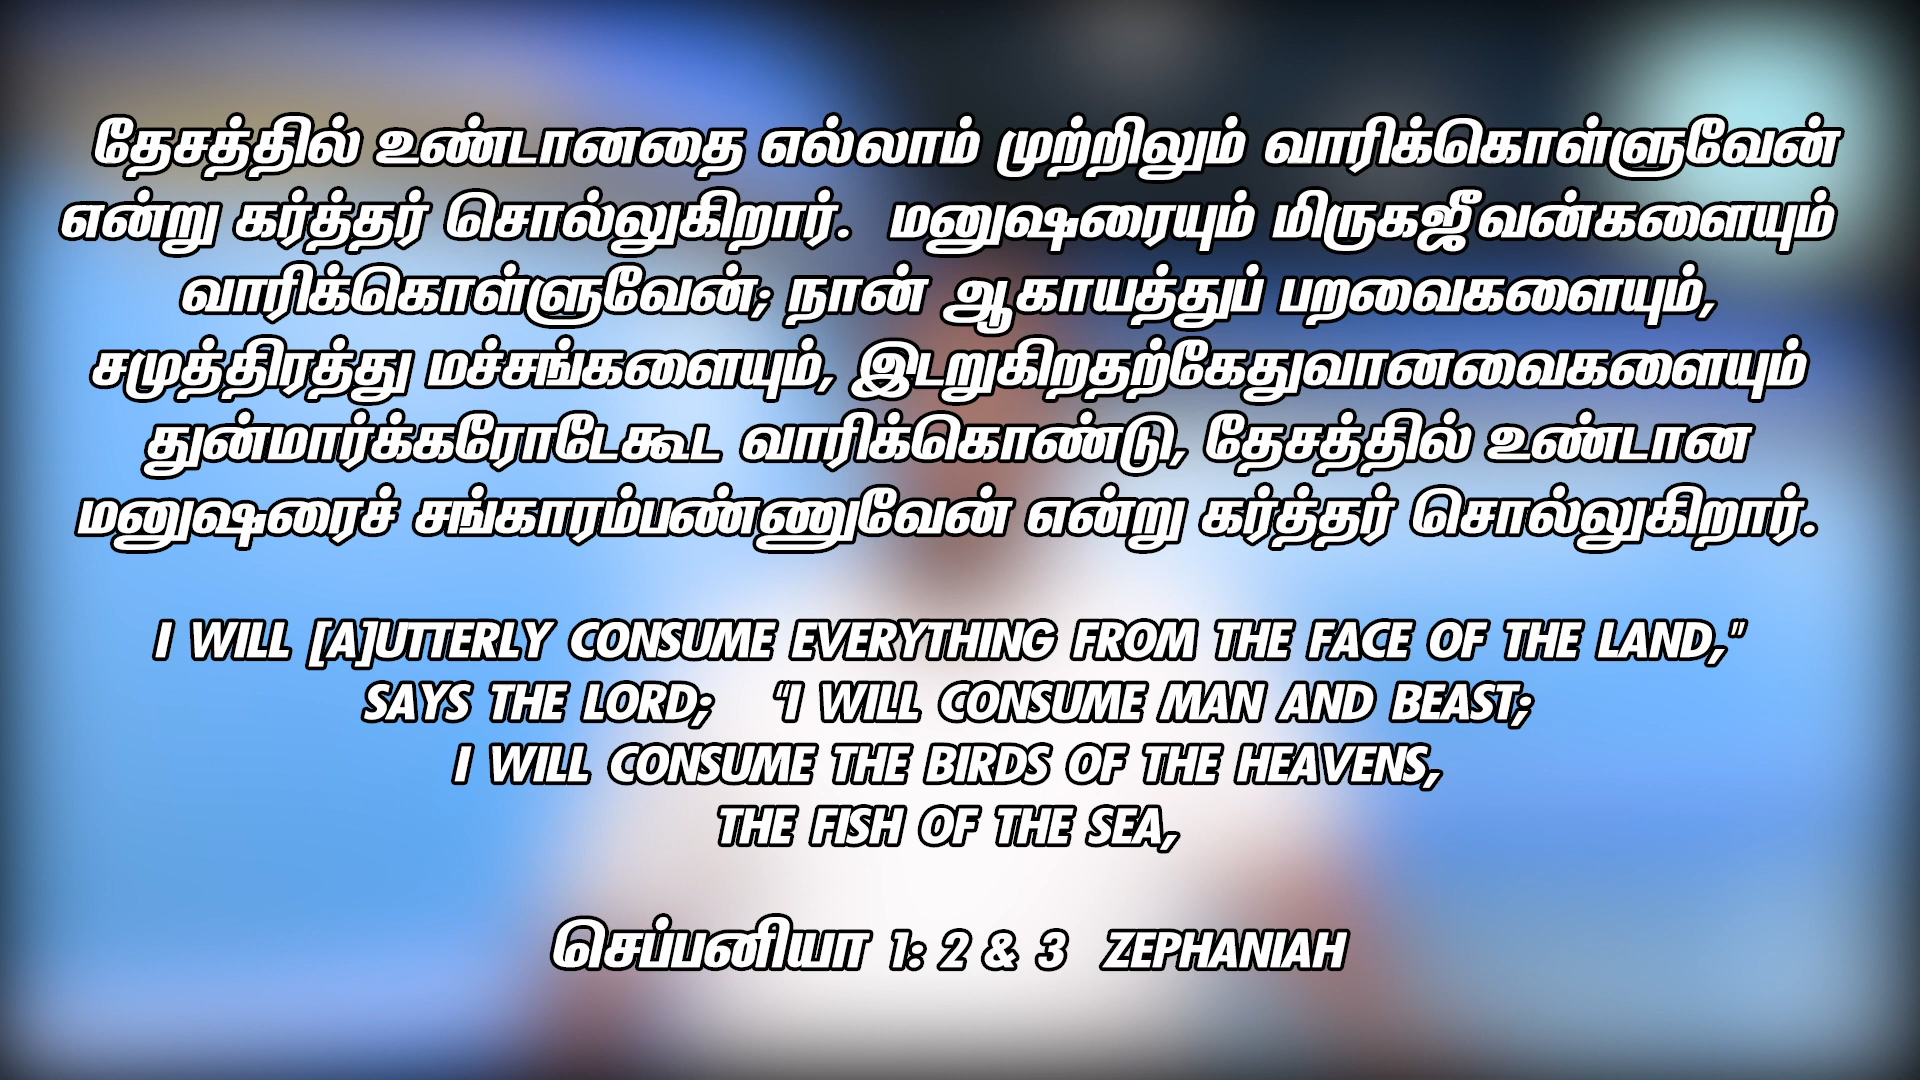 தேசத்தில் உண்டானதை எல்லாம் முற்றிலும் வாரிக்கொள்ளுவேன்
என்று கர்த்தர் சொல்லுகிறார்.  மனுஷரையும் மிருகஜீவன்களையும்
வாரிக்கொள்ளுவேன்; நான் ஆகாயத்துப் பறவைகளையும்,
சமுத்திரத்து மச்சங்களையும், இடறுகிறதற்கேதுவானவைகளையும்
துன்மார்க்கரோடேகூட வாரிக்கொண்டு, தேசத்தில் உண்டான
மனுஷரைச் சங்காரம்பண்ணுவேன் என்று கர்த்தர் சொல்லுகிறார்.
I WILL [A]UTTERLY CONSUME EVERYTHING FROM THE FACE OF THE LAND,"
SAYS THE LORD;   “I WILL CONSUME MAN AND BEAST;
I WILL CONSUME THE BIRDS OF THE HEAVENS,
THE FISH OF THE SEA,
செப்பனியா 1: 2 & 3  ZEPHANIAH